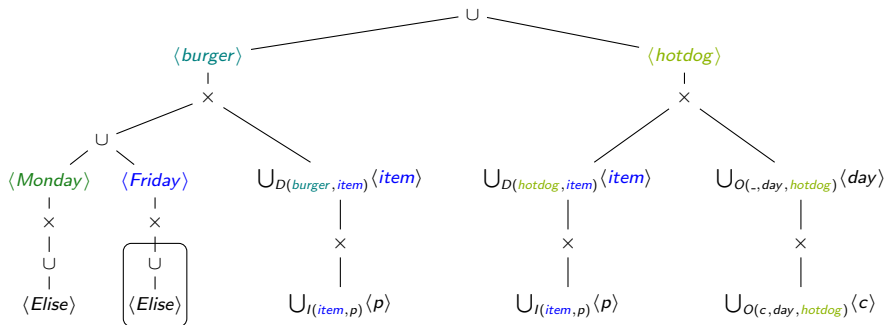 ∪
⟨burger⟩ ⟨hotdog⟩
× ×
∪
⟨Monday⟩ ⟨Friday⟩ ⋃D(burger,item)⟨item⟩ ⋃D(hotdog,item)⟨item⟩ ⋃O(_,day,hotdog)⟨day⟩
× ×
× × ×
∪ ∪
⟨Elise⟩ ⟨Elise⟩ ⋃I(item,p)⟨p⟩ ⋃I(item,p)⟨p⟩ ⋃O(c,day,hotdog)⟨c⟩